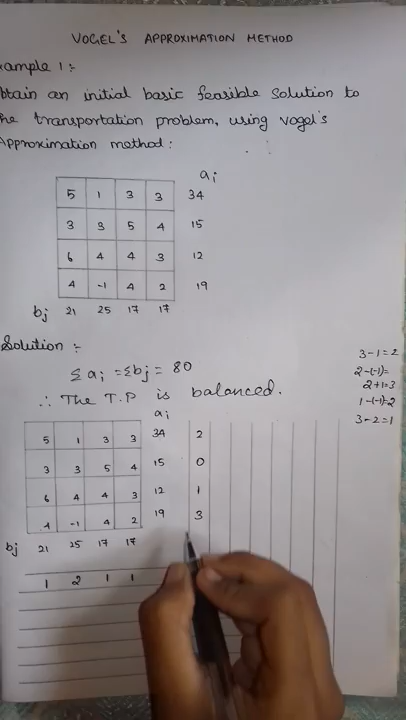 VOGEL'S APPROXIMATION METHOD
xample 1 :-
btain an initial basic feasible solution to
he transportation problem, using vogel's
Approximation method :
ai
5 1 3 3 34
3 3 5 4 15
6 4 4 3 12
4 -1 4 2 19
bj 21 25 17 17
Solution :-
Σai = Σbj = 80
3-1=2
2-(-1)=
2+1=3
1-(-1)=2
3-2=1
∴ The T.P is balanced.
ai
5 1 3 3 34 2
3 3 5 4 15 0
6 4 4 3 12 1
4 -1 4 2 19 3
bj 21 25 17 17
1 2 1 1